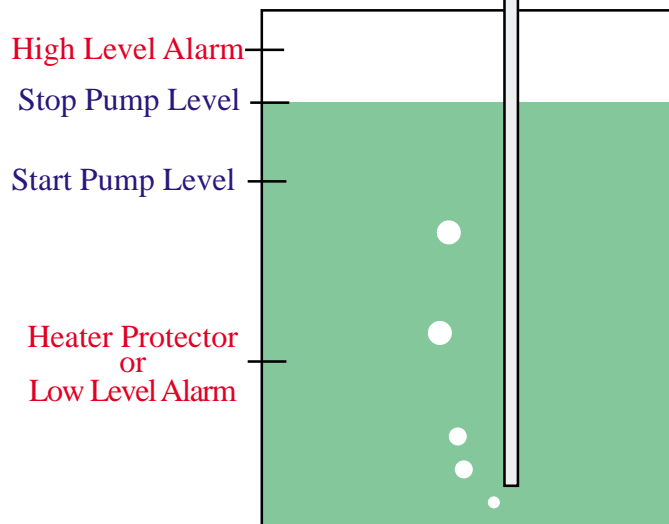 High Level Alarm
Stop Pump Level
Start Pump Level
Heater Protector
or
Low Level Alarm